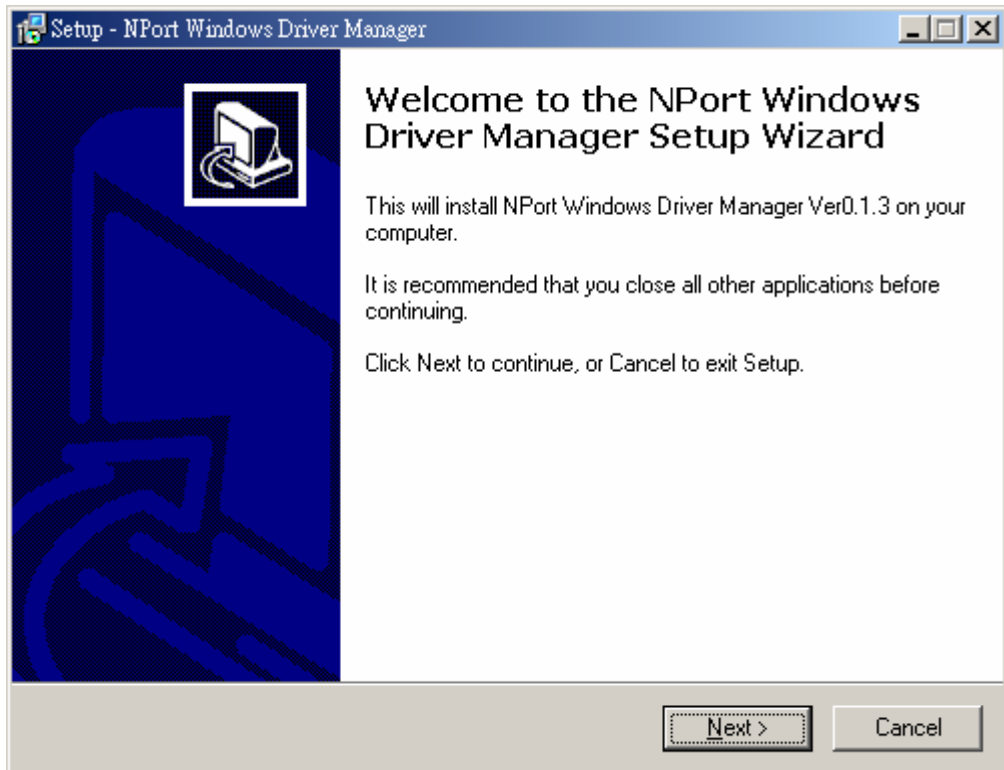 Setup - NPort Windows Driver Manager
Welcome to the NPort Windows
Driver Manager Setup Wizard
This will install NPort Windows Driver Manager Ver0.1.3 on your
computer.
It is recommended that you close all other applications before
continuing.
Click Next to continue, or Cancel to exit Setup.
Next >
Cancel